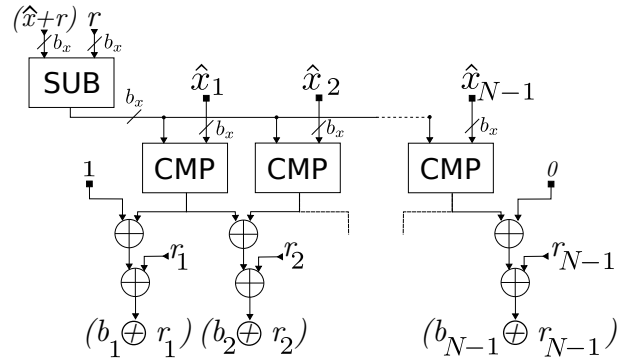 (x̂+r) r
b_x b_x
SUB
b_x x̂_1 x̂_2 x̂_{N−1}
b_x b_x b_x
1 CMP CMP CMP 0
r_1 r_2 r_{N−1}
(b_1 ⊕ r_1) (b_2 ⊕ r_2) (b_{N−1} ⊕ r_{N−1})